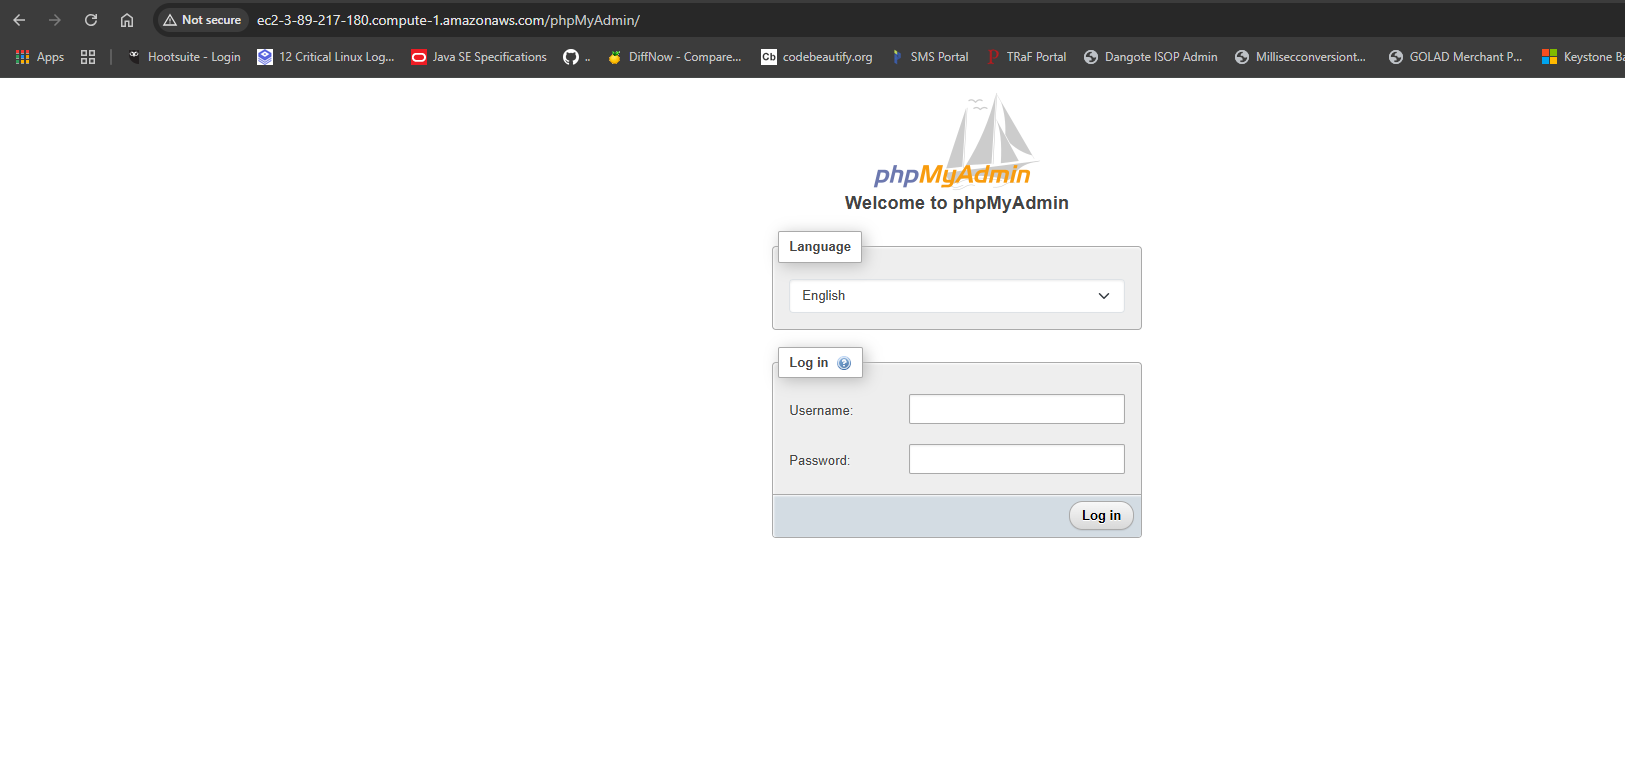 Not secure ec2-3-89-217-180.compute-1.amazonaws.com/phpMyAdmin/
Apps Hootsuite - Login 12 Critical Linux Log... Java SE Specifications .. DiffNow - Compare... Cb codebeautify.org SMS Portal TRaF Portal Dangote ISOP Admin Millisecconversiont... GOLAD Merchant P... Keystone Ba
phpMyAdmin
Welcome to phpMyAdmin
Language
English
Log in
Username:
Password:
Log in